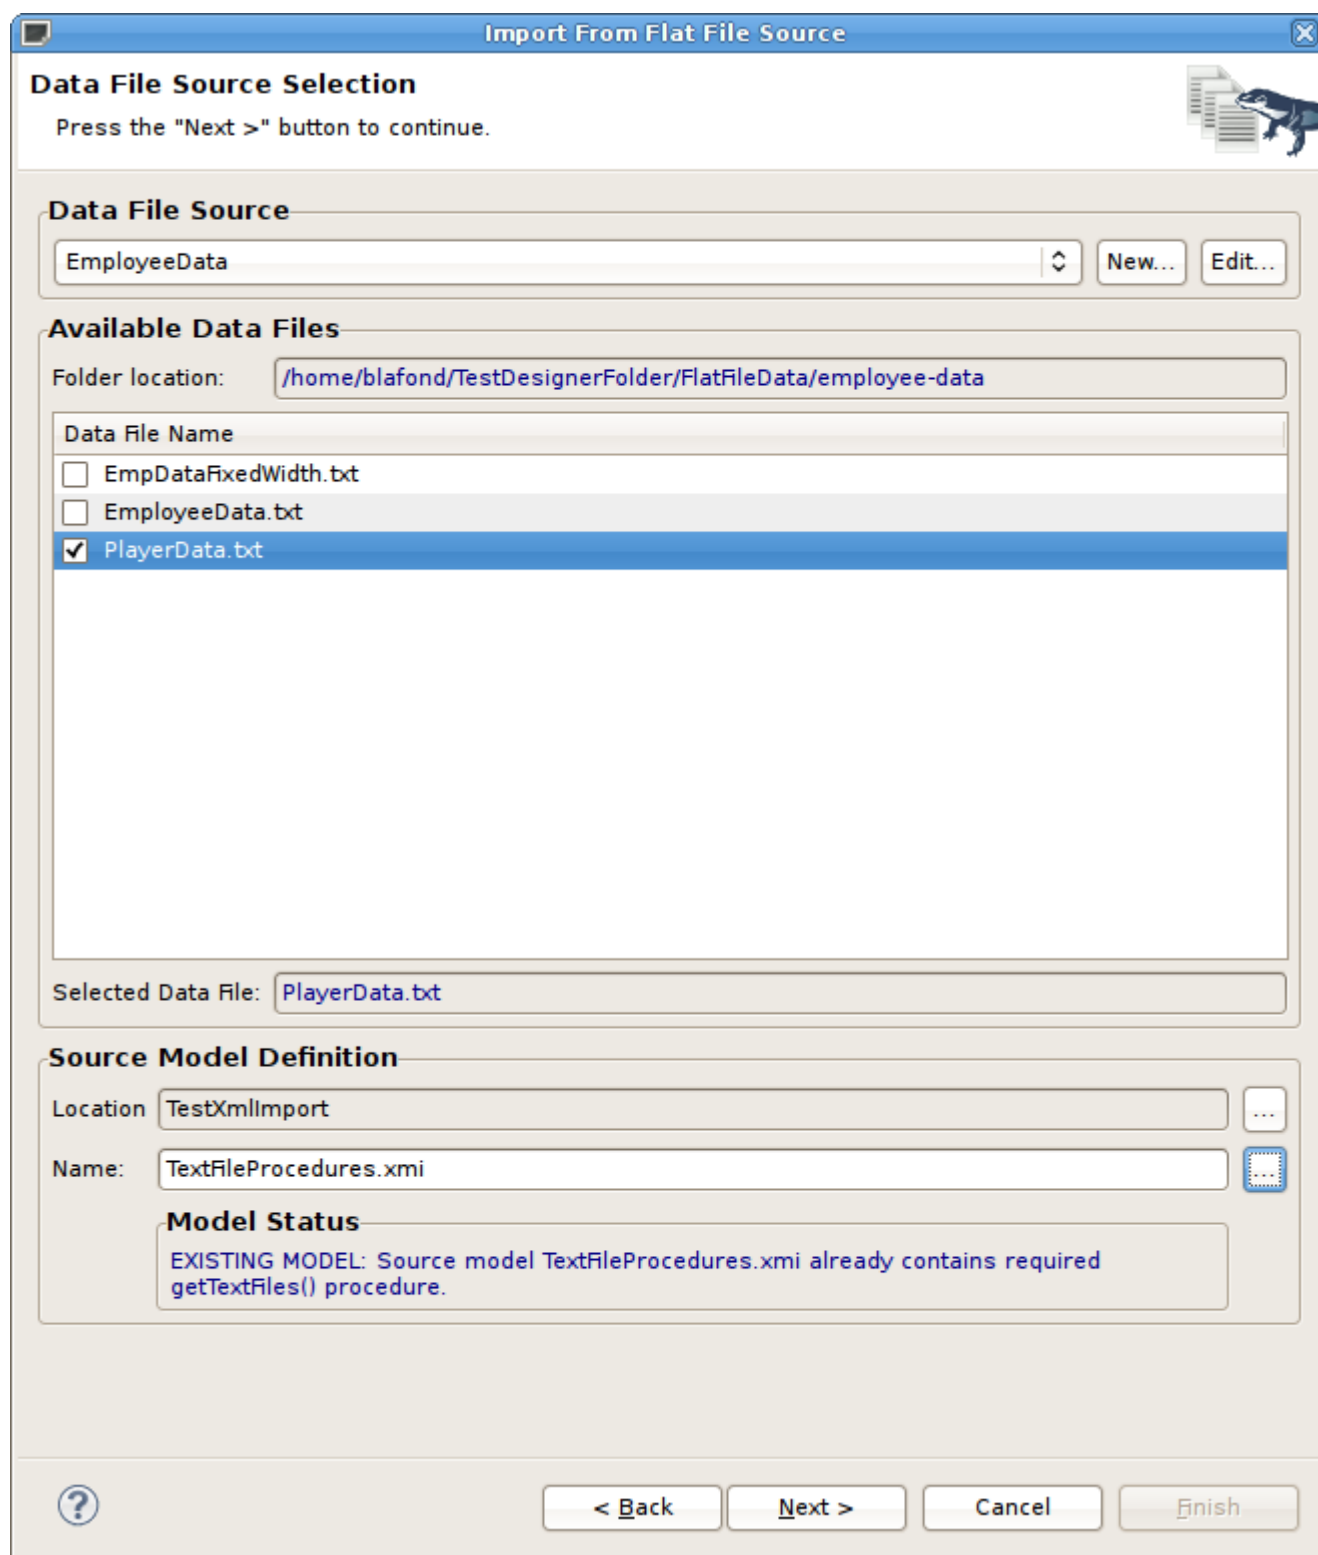 Import From Flat File Source
Data File Source Selection
Press the "Next >" button to continue.
Data File Source
EmployeeData
New...
Edit...
Available Data Files
Folder location:
/home/blafond/TestDesignerFolder/FlatFileData/employee-data
Data File Name
EmpDataFixedWidth.txt
EmployeeData.txt
PlayerData.txt
Selected Data File:
PlayerData.txt
Source Model Definition
Location
TestXmlImport
...
Name:
TextFileProcedures.xmi
...
Model Status
EXISTING MODEL: Source model TextFileProcedures.xmi already contains required
getTextFiles() procedure.
?
< Back
Next >
Cancel
Finish